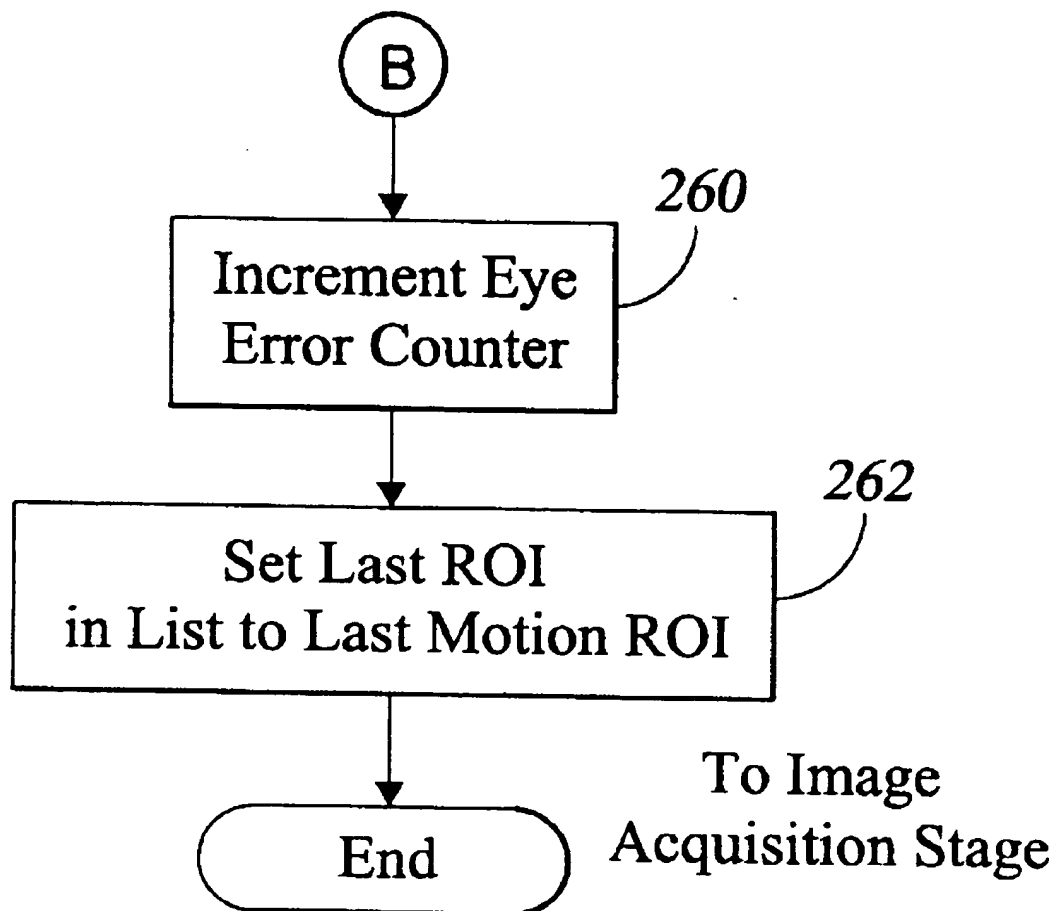 B
260
Increment Eye
Error Counter
262
Set Last ROI
in List to Last Motion ROI
To Image
Acquisition Stage
End